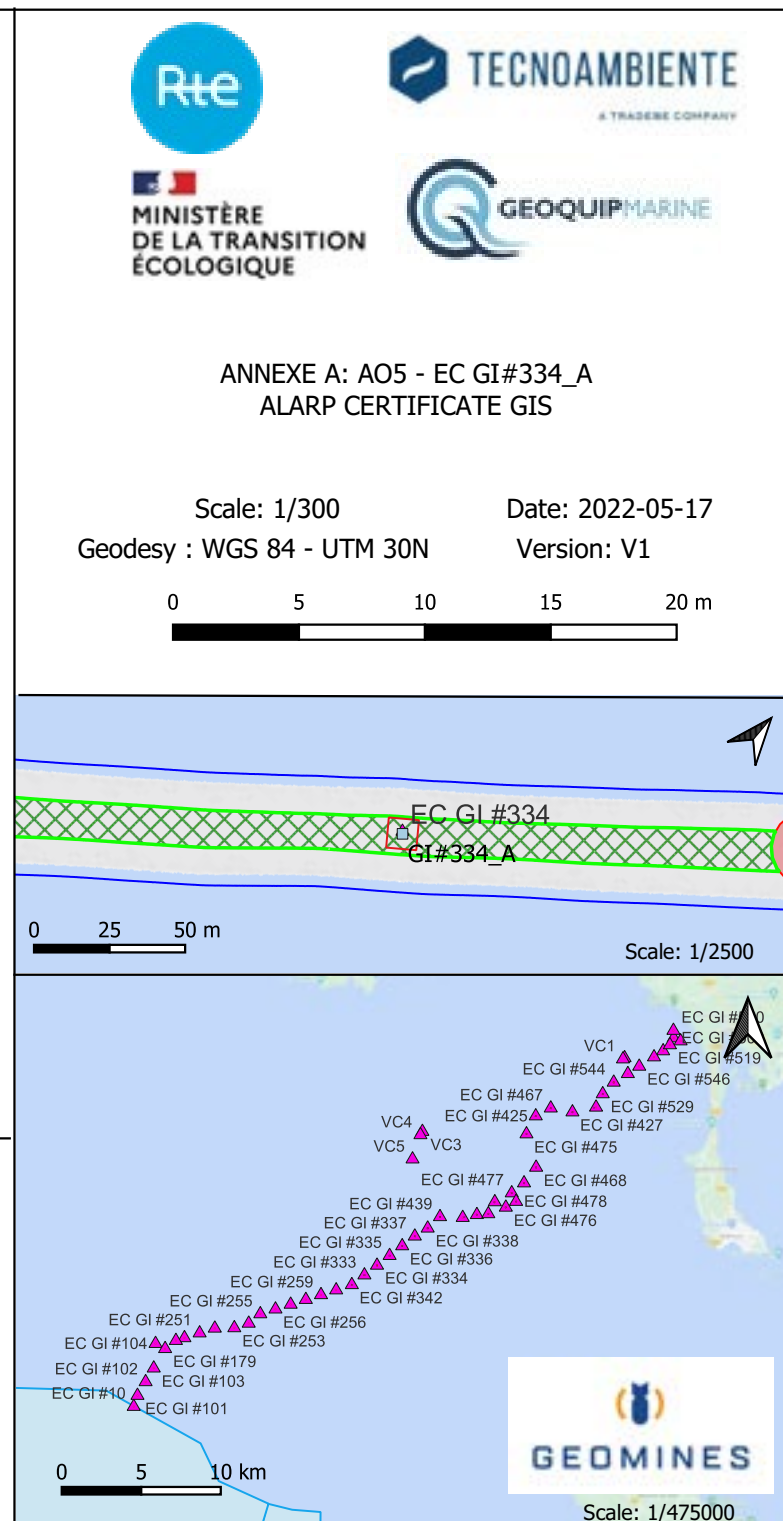 Rte
TECNOAMBIENTE
A TRADEBE COMPANY
MINISTÈRE
DE LA TRANSITION
ÉCOLOGIQUE
GEOQUIPMARINE
ANNEXE A: AO5 - EC GI#334_A
ALARP CERTIFICATE GIS
Scale: 1/300
Date: 2022-05-17
Geodesy : WGS 84 - UTM 30N
Version: V1
0 5 10 15 20 m
EC GI #334
GI#334_A
0 25 50 m
Scale: 1/2500
EC GI
VC1
EC GI #519
EC GI #544
EC GI #546
EC GI #467
EC GI #529
EC GI #425
EC GI #427
VC4
VC3
EC GI #475
VC5
EC GI #477
EC GI #468
EC GI #439
EC GI #478
EC GI #337
EC GI #476
EC GI #335
EC GI #338
EC GI #333
EC GI #336
EC GI #259
EC GI #334
EC GI #255
EC GI #342
EC GI #251
EC GI #256
EC GI #104
EC GI #253
EC GI #102
EC GI #179
EC GI #103
EC GI #10
EC GI #101
0 5 10 km
GEOMINES
Scale: 1/475000